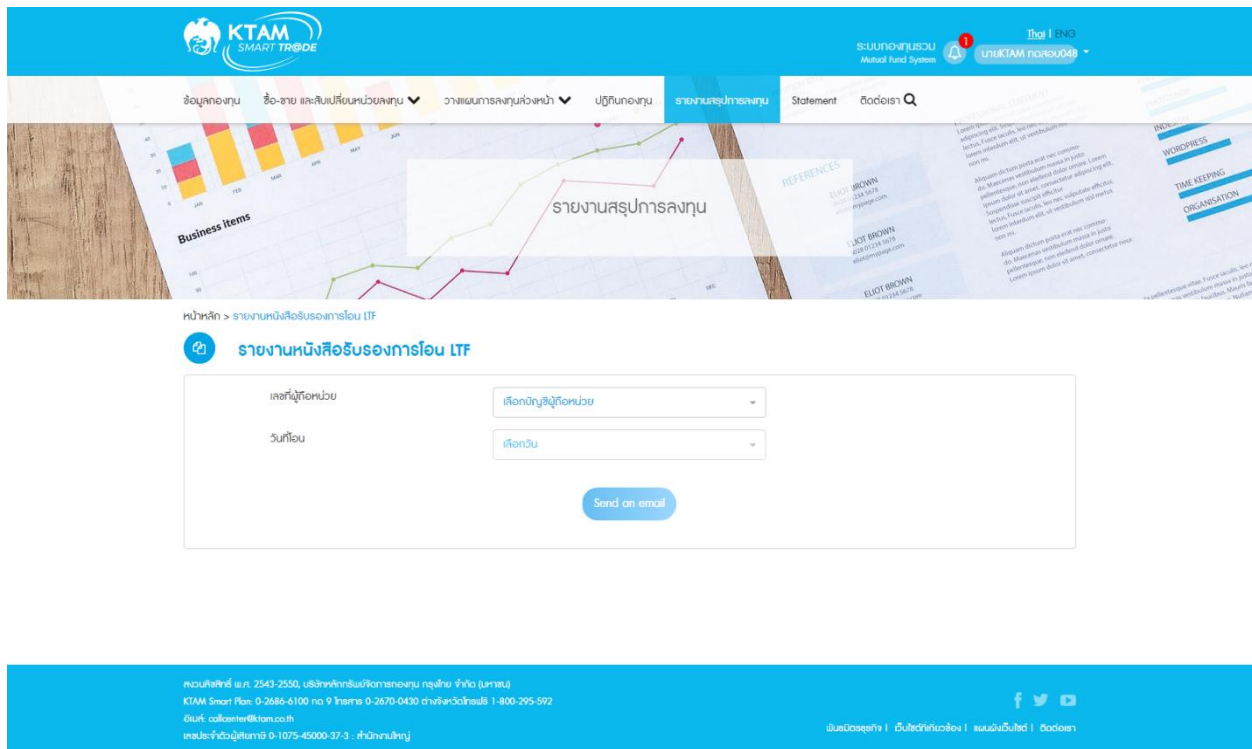 KTAM
SMART TR@DE
Thai | ENG
ระบบกองทุนรวม
Mutual Fund System
1
นายKTAM ทดสอบ048
ข้อมูลกองทุน ซื้อ-ขาย และสับเปลี่ยนหน่วยลงทุน วางแผนการลงทุนล่วงหน้า ปฏิทินกองทุน รายงานสรุปการลงทุน Statement ติดต่อเรา
JAN FEB MAR APR MAY JUN
Business items
REFERENCES
ELIOT BROWN
ELIOT BROWN
ELIOT BROWN
WORDPRESS
TIME KEEPING
ORGANISATION
DEC
รายงานสรุปการลงทุน
หน้าหลัก > รายงานหนังสือรับรองการโอน LTF
รายงานหนังสือรับรองการโอน LTF
เลขที่ผู้ถือหน่วย
เลือกบัญชีผู้ถือหน่วย
วันที่โอน
เลือกวัน
Send an email
สงวนลิขสิทธิ์ พ.ศ. 2543-2550, บริษัทหลักทรัพย์จัดการกองทุน กรุงไทย จำกัด (มหาชน)
KTAM Smart Plan: 0-2686-6100 กด 9 โทรสาร 0-2670-0430 ต่างจังหวัดโทรฟรี 1-800-295-592
อีเมล์: callcenter@ktam.co.th
เลขประจำตัวผู้เสียภาษี 0-1075-45000-37-3 : สำนักงานใหญ่
พันธมิตรธุรกิจ | เว็บไซต์ที่เกี่ยวข้อง | แผนผังเว็บไซต์ | ติดต่อเรา